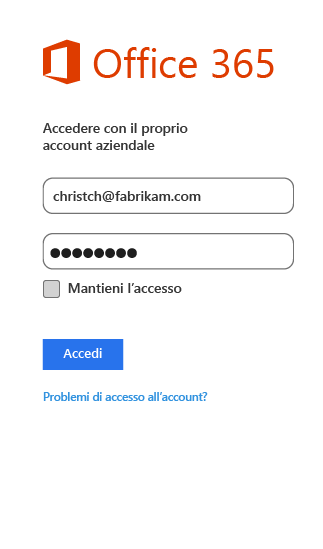 Office 365
Accedere con il proprio
account aziendale
christch@fabrikam.com
●●●●●●●●
Mantieni l'accesso
Accedi
Problemi di accesso all'account?